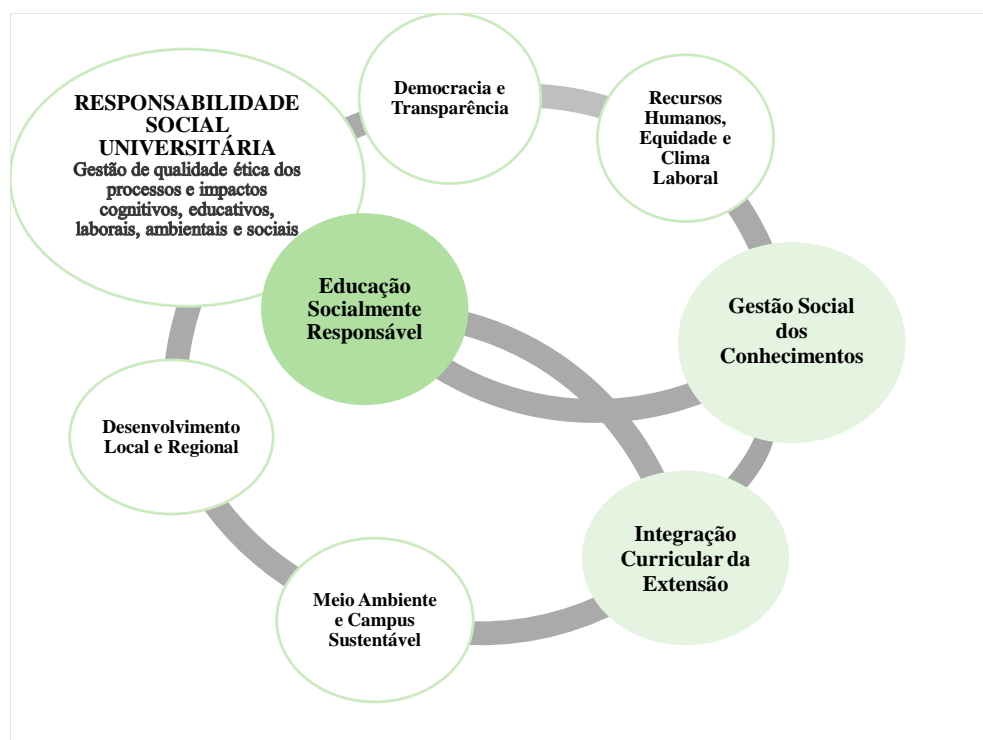 RESPONSABILIDADE
SOCIAL
UNIVERSITÁRIA
Gestão de qualidade ética dos
processos e impactos
cognitivos, educativos,
laborais, ambientais e sociais
Democracia e
Transparência
Recursos
Humanos,
Equidade e
Clima
Laboral
Educação
Socialmente
Responsável
Gestão Social
dos
Conhecimentos
Desenvolvimento
Local e Regional
Integração
Curricular da
Extensão
Meio Ambiente
e Campus
Sustentável